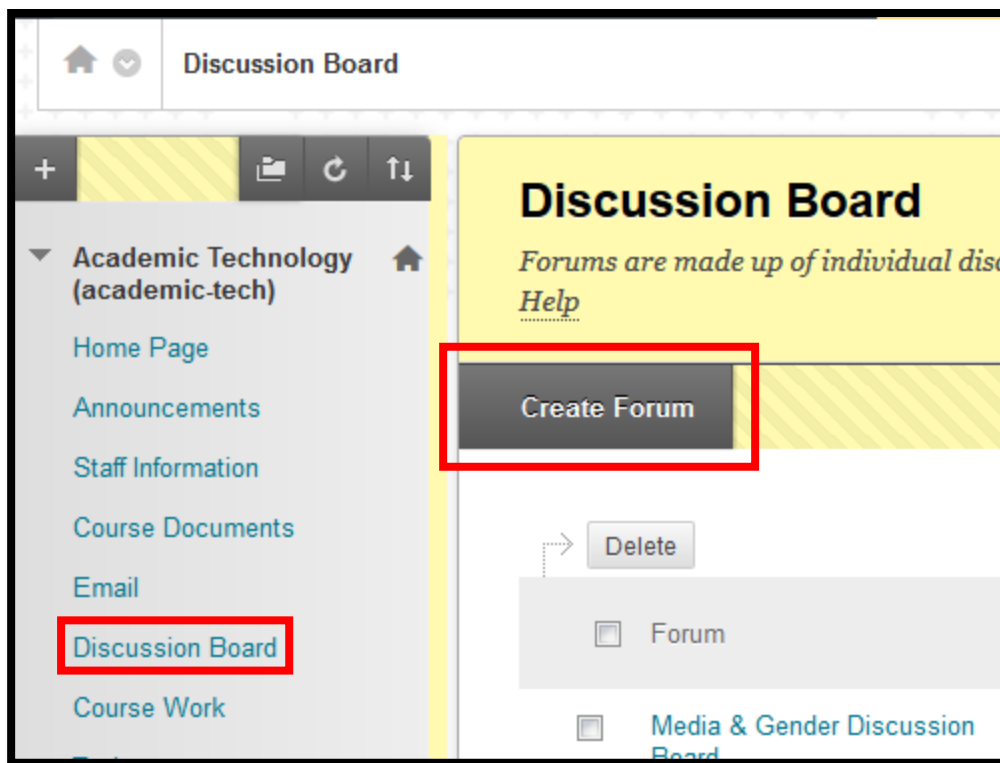 Discussion Board
Academic Technology
(academic-tech)
Home Page
Announcements
Staff Information
Course Documents
Email
Discussion Board
Course Work
Discussion Board
Forums are made up of individual
Help
Create Forum
Delete
Forum
Media & Gender Discussion
Board